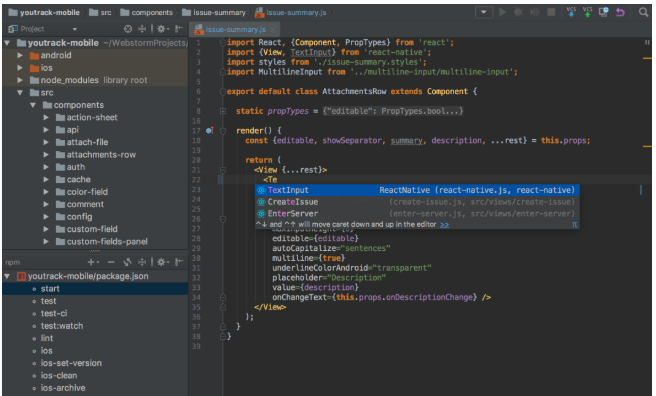 youtrack-mobile src components issue-summary issue-summary.js
VCS VCS
Project
issue-summary.js
youtrack-mobile ~/WebstormProjects/
android
ios
node_modules library root
src
components
action-sheet
api
attach-file
attachments-row
auth
cache
color-field
comment
config
custom-field
custom-fields-panel
npm
youtrack-mobile/package.json
start
test
test-ci
test:watch
lint
ios
ios-set-version
ios-clean
ios-archive
1 import React, {Component, PropTypes} from 'react';
2 import {View, TextInput} from 'react-native';
3 import styles from './issue-summary.styles';
4 import MultilineInput from '../multiline-input/multiline-input';
5
6 export default class AttachmentsRow extends Component {
7
8 static propTypes = {"editable": PropTypes.bool...}
16
17 render() {
18 const {editable, showSeparator, summary, description, ...rest} = this.props;
19
20 return (
21 <View {...rest}>
22 <Te
23 TextInput ReactNative (react-native.js, react-native)
24 CreateIssue (create-issue.js, src/views/create-issue)
EnterServer (enter-server.js, src/views/enter-server)
26 ^↓ and ^↑ will move caret down and up in the editor >> π
28 editable={editable}
29 autoCapitalize="sentences"
30 multiline={true}
31 underlineColorAndroid="transparent"
32 placeholder="Description"
33 value={description}
34 onChangeText={this.props.onDescriptionChange} />
35 </View>
36 );
37 }
38 }
39